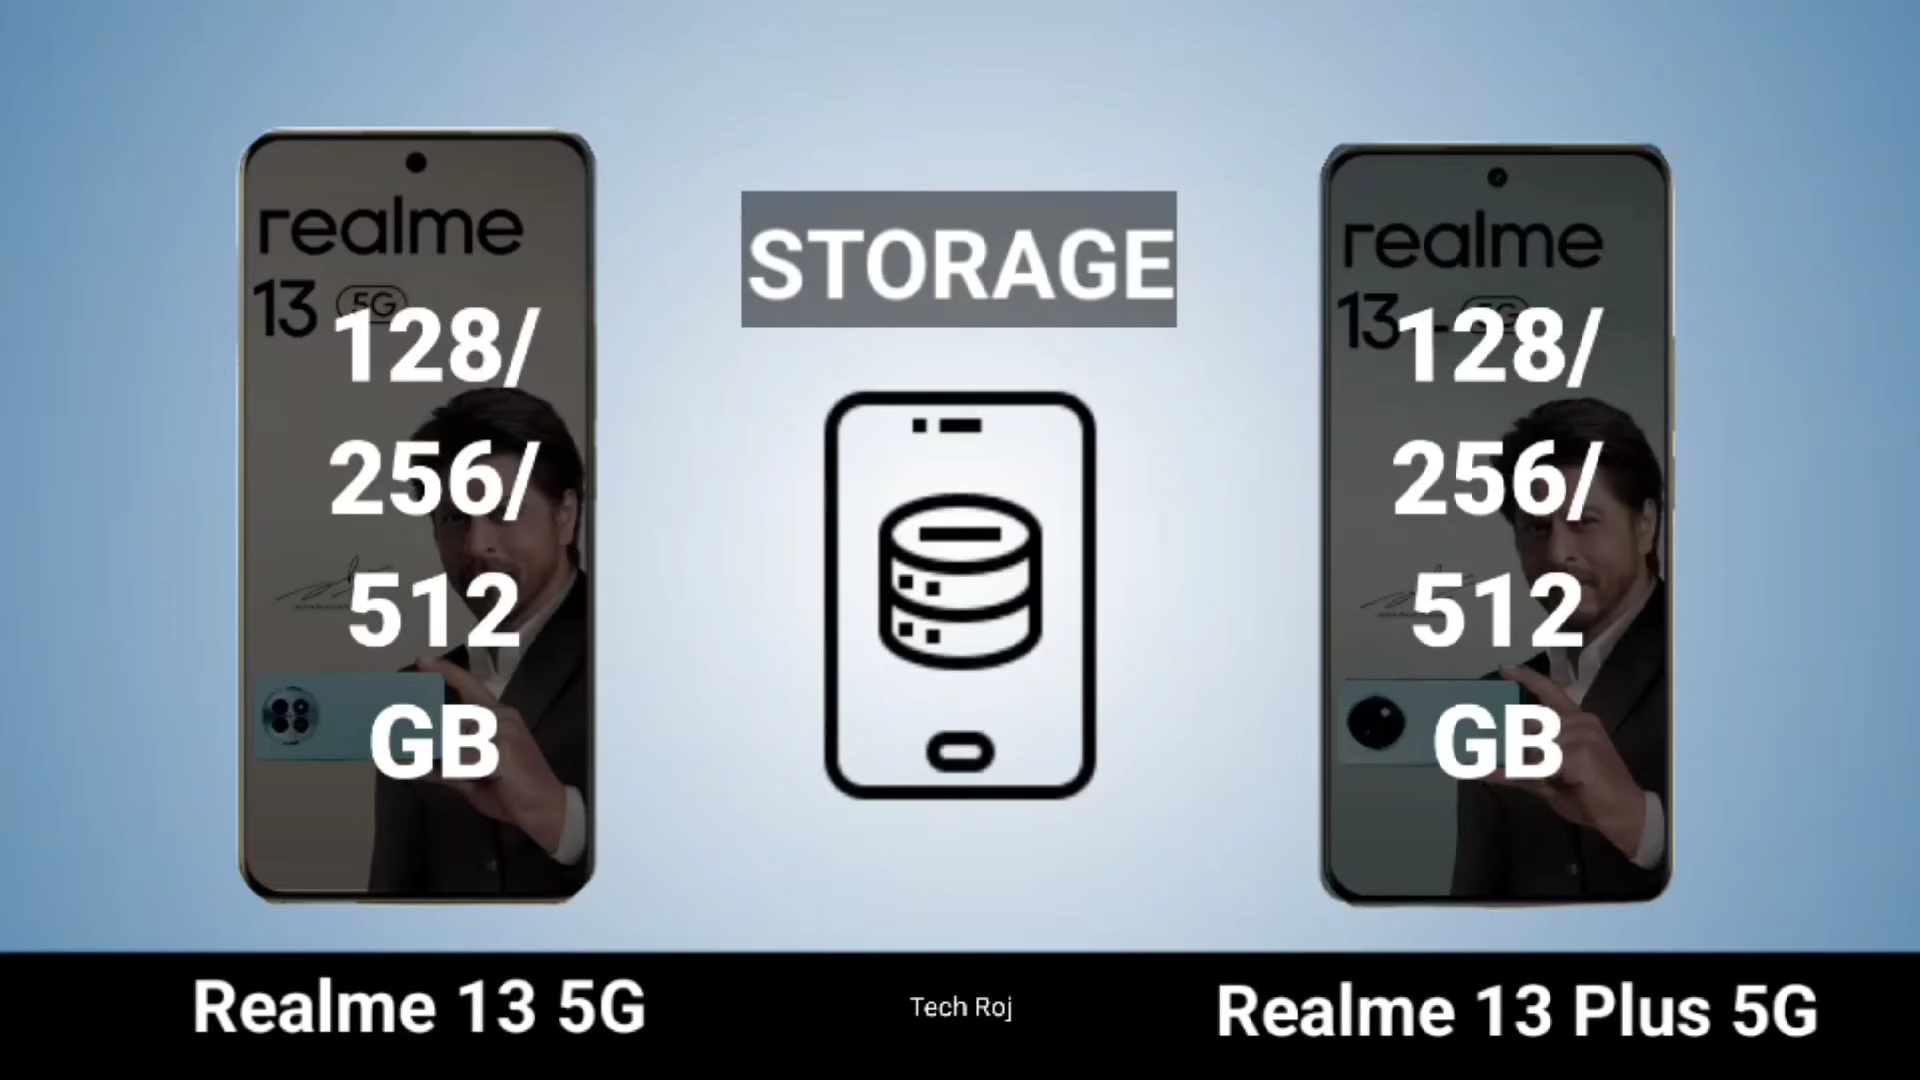 realme
13 5G
128/
256/
512
GB
STORAGE
realme
13
128/
256/
512
GB
Realme 13 5G
Tech Roj
Realme 13 Plus 5G